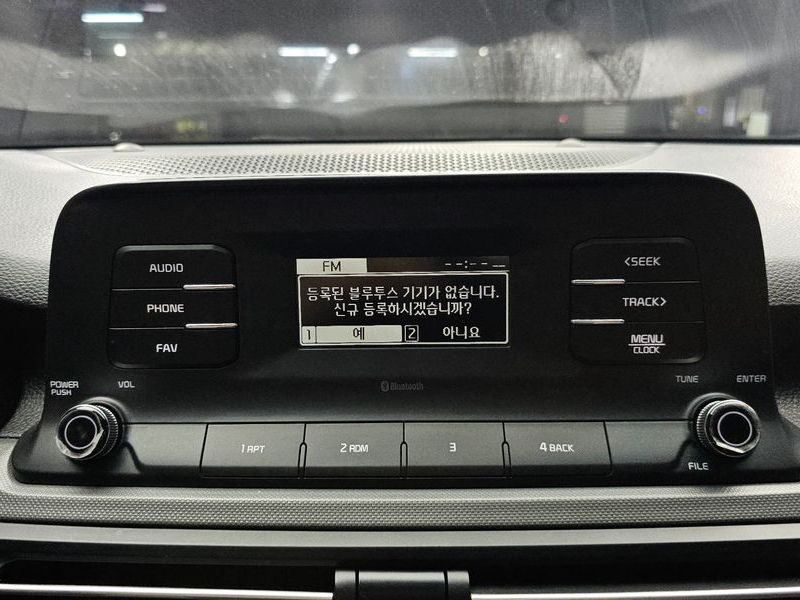 FM --:-- --
등록된 블루투스 기기가 없습니다.
신규 등록하시겠습니까?
1 예 2 아니요
AUDIO
PHONE
FAV
<SEEK
TRACK>
MENU
CLOCK
Bluetooth
POWER
PUSH
VOL
TUNE
ENTER
1 RPT
2 RDM
3
4 BACK
FILE